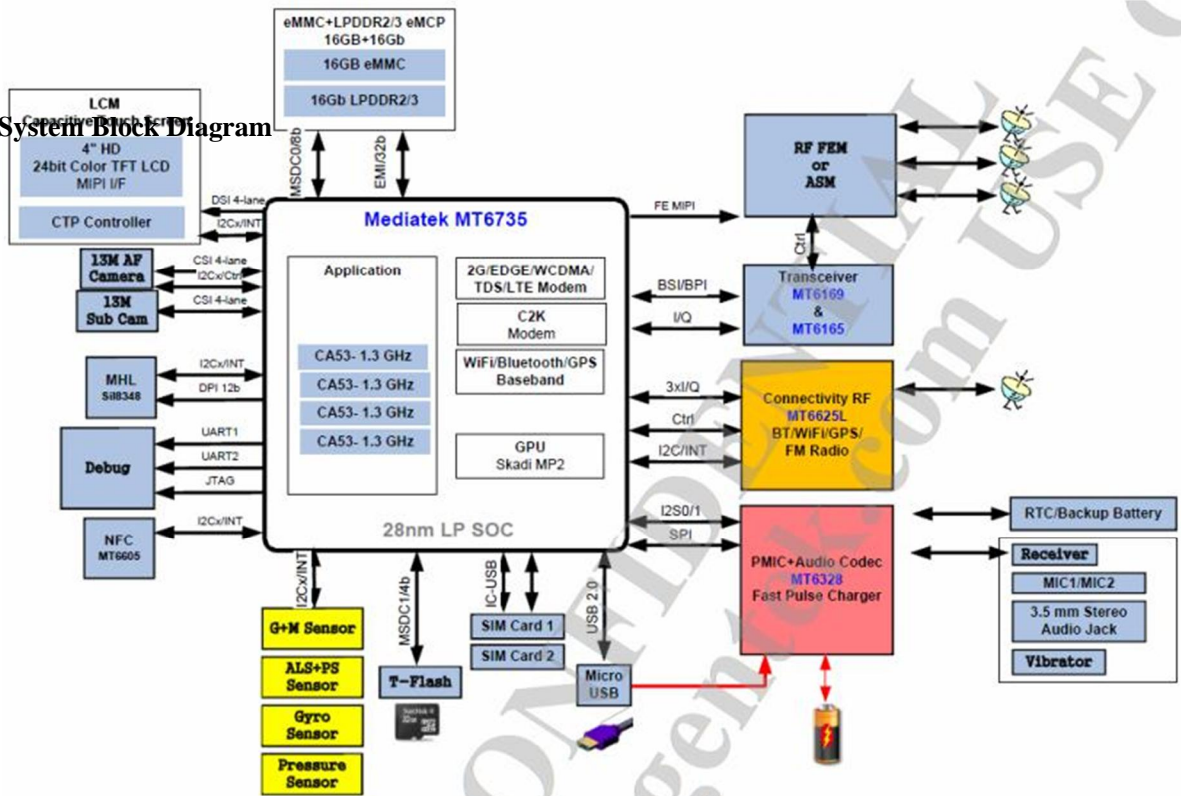 eMMC+LPDDR2/3 eMCP
16GB+16Gb
16GB eMMC
16Gb LPDDR2/3
LCM
Capacitive Touch Screen
System Block Diagram
4" HD
24bit Color TFT LCD
MIPI I/F
CTP Controller
MSDC0/8b
EMI/32b
DSI 4-lane
I2Cx/INT
13M AF
Camera
CSI 4-lane
I2Cx/Ctrl
13M
Sub Cam
CSI 4-lane
MHL
SiI8348
I2Cx/INT
DPI 12b
Debug
UART1
UART2
JTAG
NFC
MT6605
I2Cx/INT
Mediatek MT6735
Application
CA53- 1.3 GHz
CA53- 1.3 GHz
CA53- 1.3 GHz
CA53- 1.3 GHz
2G/EDGE/WCDMA/
TDS/LTE Modem
C2K
Modem
WiFi/Bluetooth/GPS
Baseband
GPU
Skadi MP2
28nm LP SOC
FE MIPI
RF FEM
or
ASM
Ctrl
BSI/BPI
I/Q
Transceiver
MT6169
&
MT6165
3xI/Q
Ctrl
I2C/INT
Connectivity RF
MT6625L
BT/WiFi/GPS/
FM Radio
I2S0/1
SPI
PMIC+Audio Codec
MT6328
Fast Pulse Charger
RTC/Backup Battery
Receiver
MIC1/MIC2
3.5 mm Stereo
Audio Jack
Vibrator
I2Cx/INT
G+M Sensor
ALS+PS
Sensor
Gyro
Sensor
Pressure
Sensor
MSDC1/4b
T-Flash
IC-USB
SIM Card 1
SIM Card 2
USB 2.0
Micro
USB